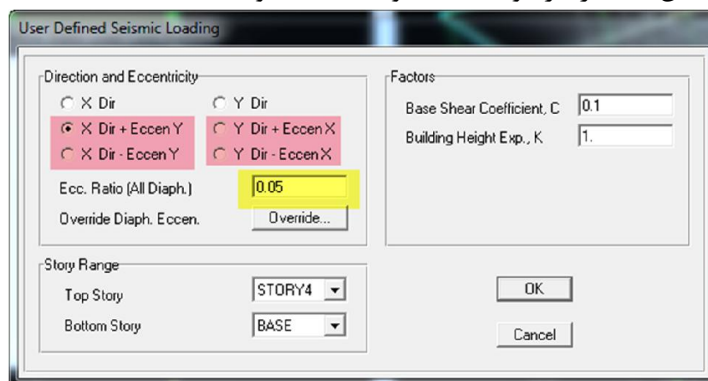 User Defined Seismic Loading
Direction and Eccentricity
X Dir
Y Dir
X Dir + Eccen Y
Y Dir + Eccen X
X Dir - Eccen Y
Y Dir - Eccen X
Ecc. Ratio (All Diaph.)
0.05
Override Diaph. Eccen.
Override...
Factors
Base Shear Coefficient, C
0.1
Building Height Exp., K
1.
Story Range
Top Story
STORY4
Bottom Story
BASE
OK
Cancel